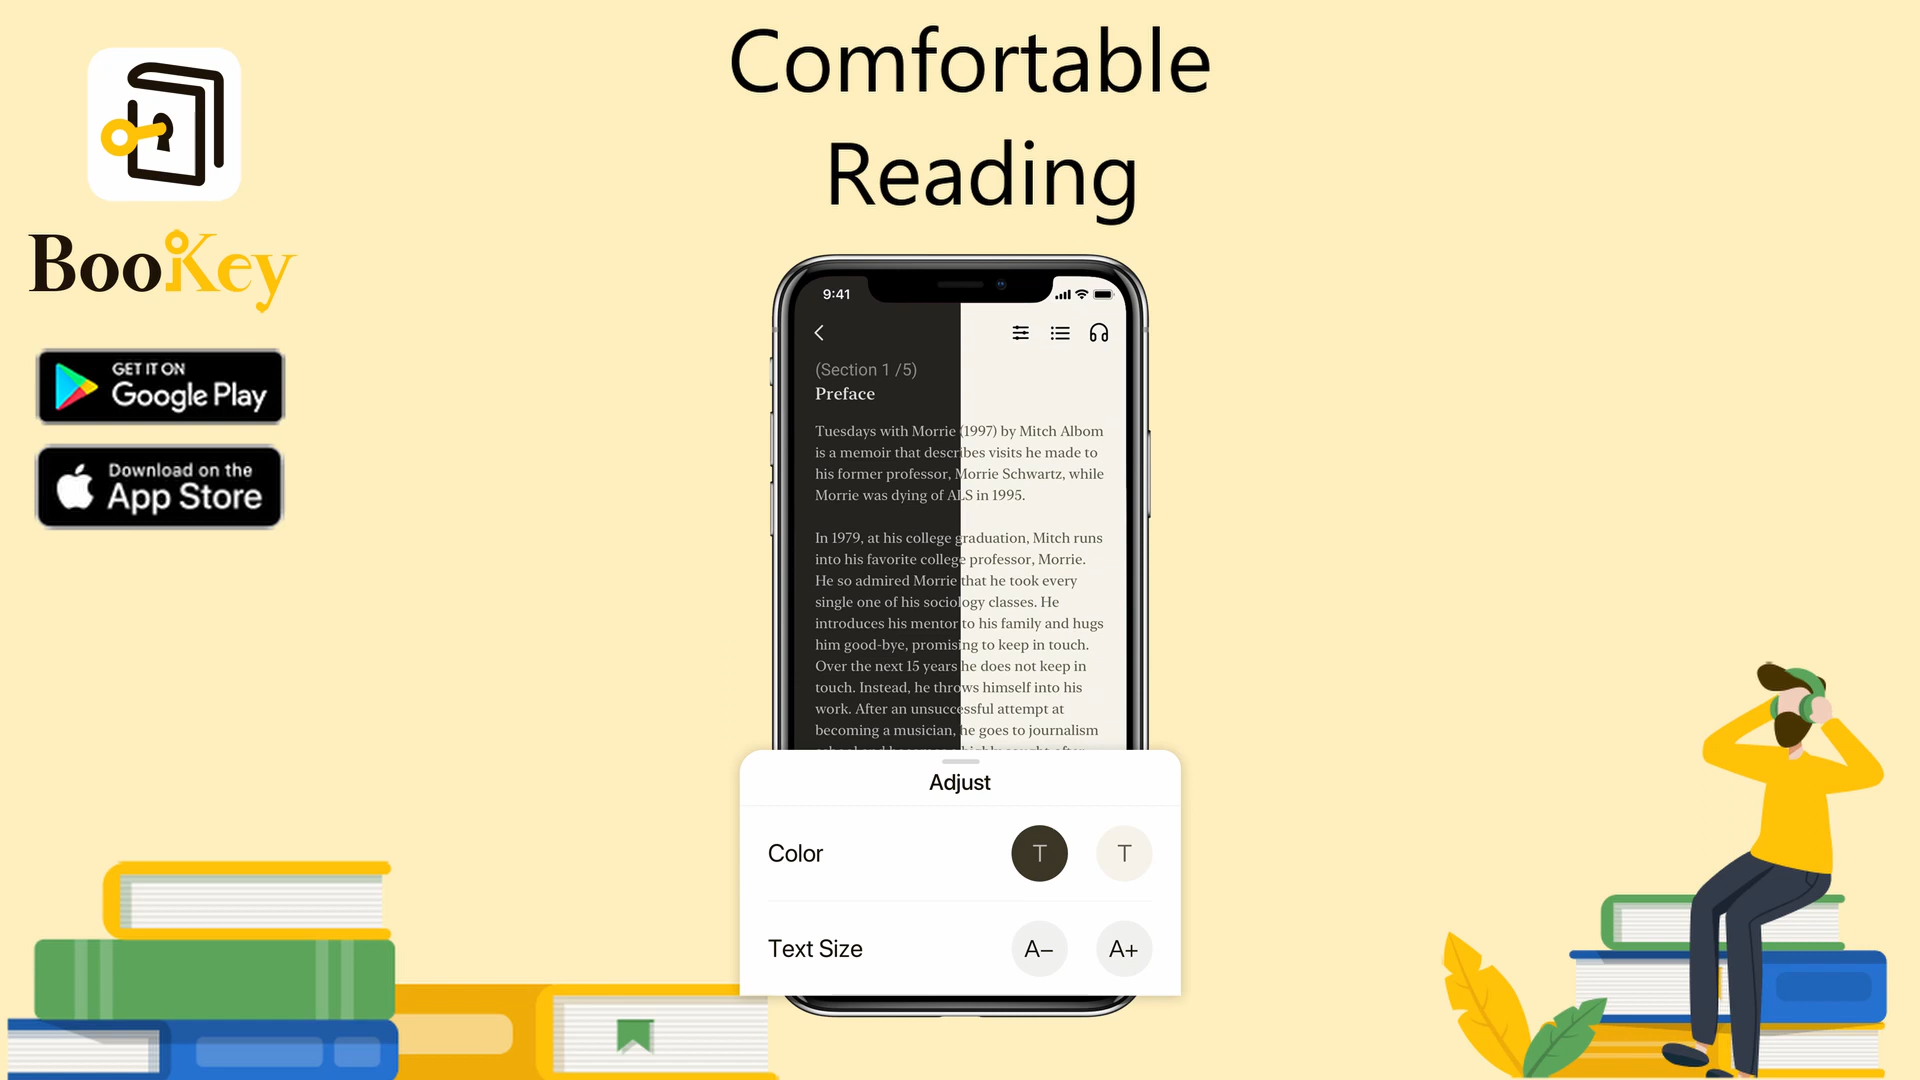 Comfortable
Reading
BooKey
GET IT ON
Google Play
Download on the
App Store
9:41
(Section 1 /5)
Preface
Tuesdays with Morrie (1997) by Mitch Albom
is a memoir that describes visits he made to
his former professor, Morrie Schwartz, while
Morrie was dying of ALS in 1995.
In 1979, at his college graduation, Mitch runs
into his favorite college professor, Morrie.
He so admired Morrie that he took every
single one of his sociology classes. He
introduces his mentor to his family and hugs
him good-bye, promising to keep in touch.
Over the next 15 years he does not keep in
touch. Instead, he throws himself into his
work. After an unsuccessful attempt at
becoming a musician, he goes to journalism
Adjust
Color
T
T
Text Size
A−
A+